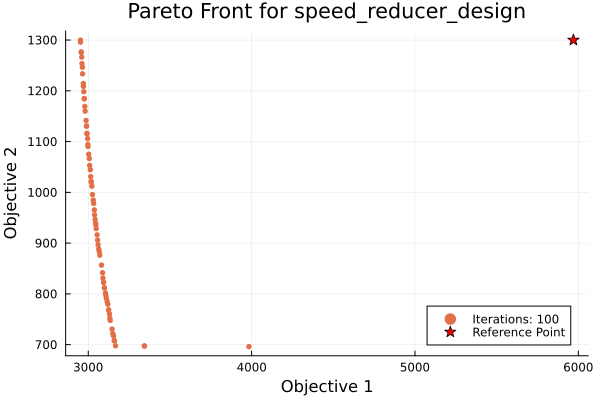 Pareto Front for speed_reducer_design
Objective 2
1300
1200
1100
1000
900
800
700
Iterations: 100
Reference Point
3000 4000 5000 6000
Objective 1